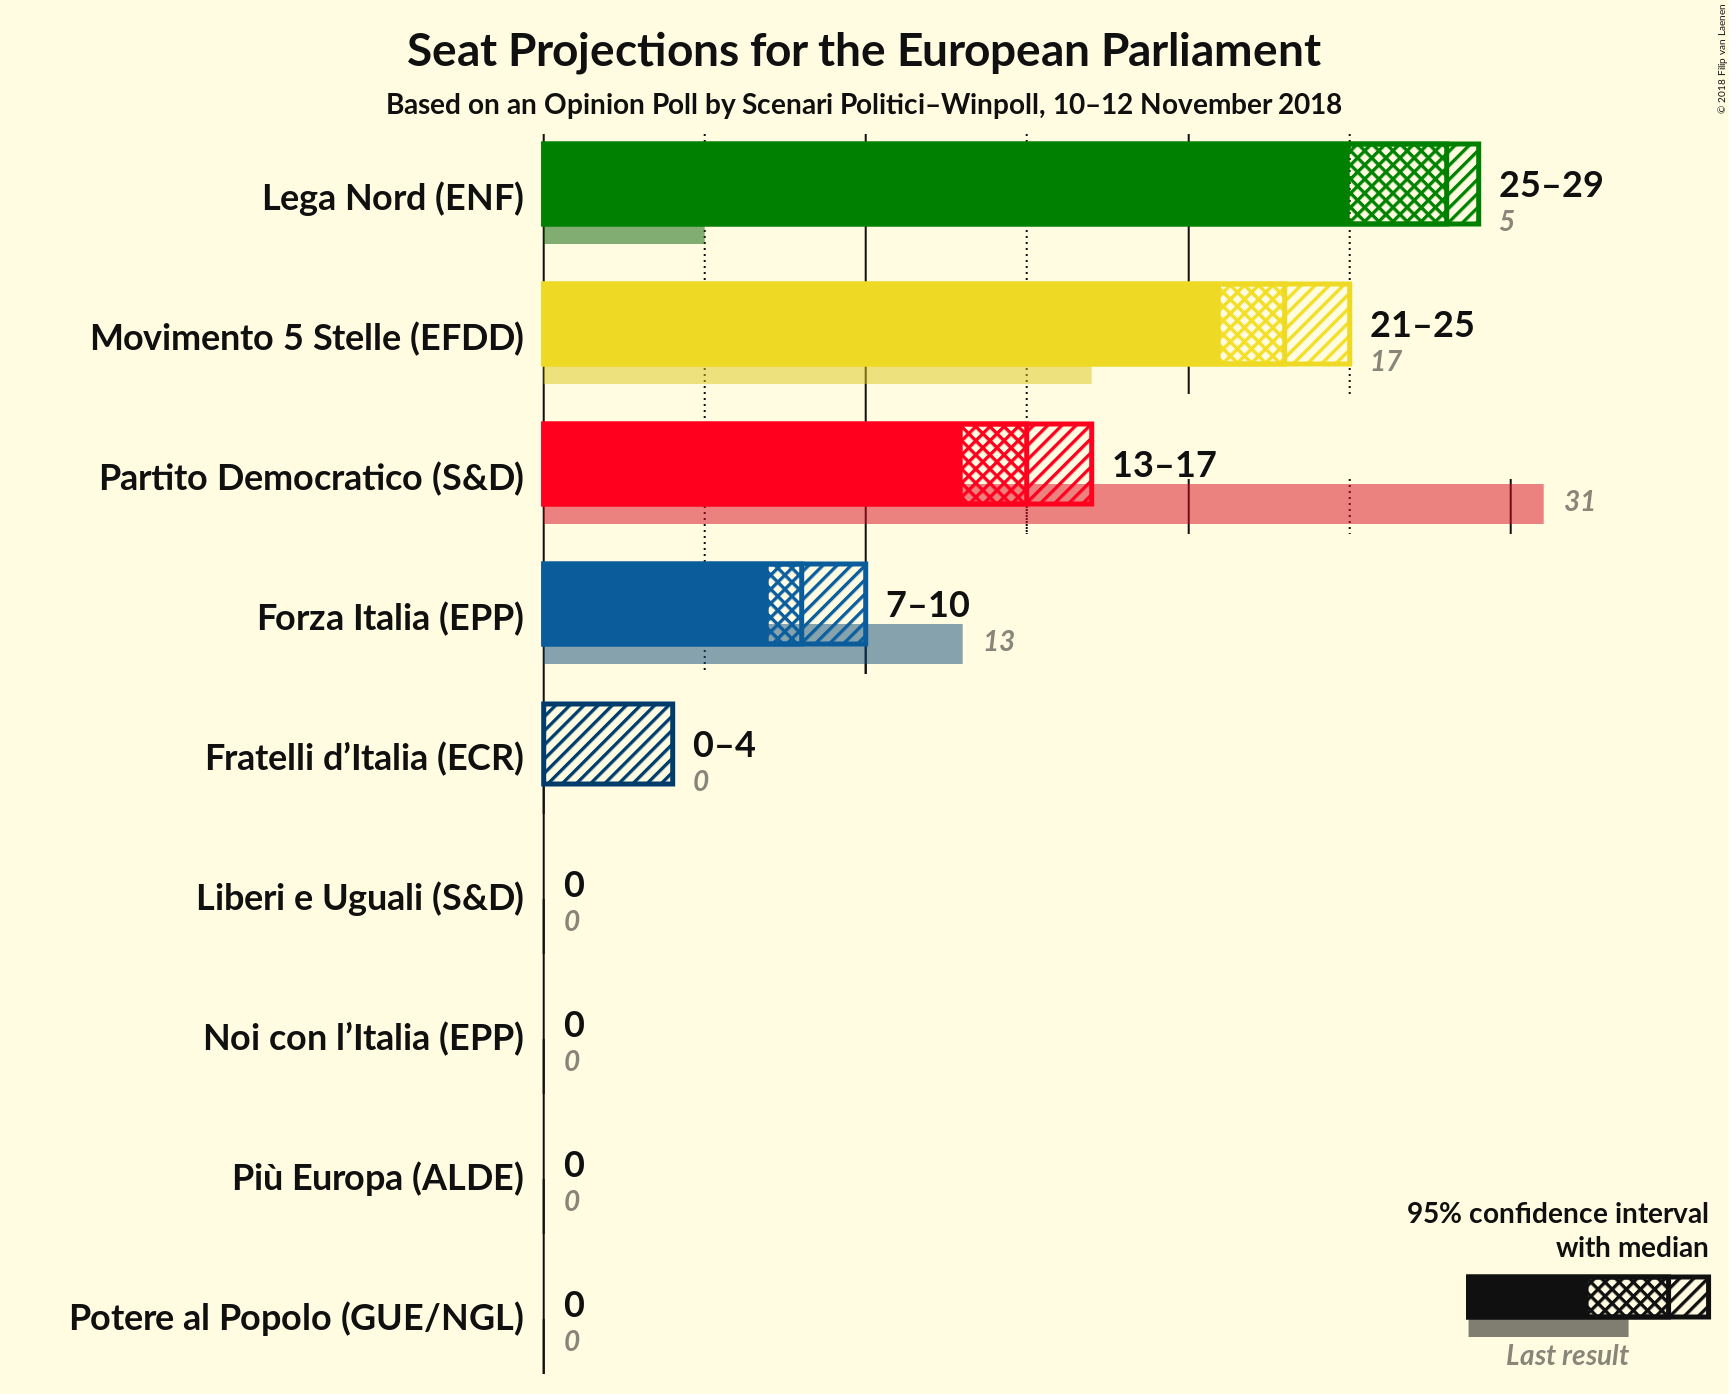 Seat Projections for the European Parliament
Based on an Opinion Poll by Scenari Politici–Winpoll, 10–12 November 2018
© 2018 Filip van Laenen
Lega Nord (ENF)
25–29
5
Movimento 5 Stelle (EFDD)
21–25
17
Partito Democratico (S&D)
13–17
31
Forza Italia (EPP)
7–10
13
Fratelli d’Italia (ECR)
0–4
0
Liberi e Uguali (S&D)
0
0
Noi con l’Italia (EPP)
0
0
Più Europa (ALDE)
0
0
Potere al Popolo (GUE/NGL)
0
0
95% confidence interval
with median
Last result